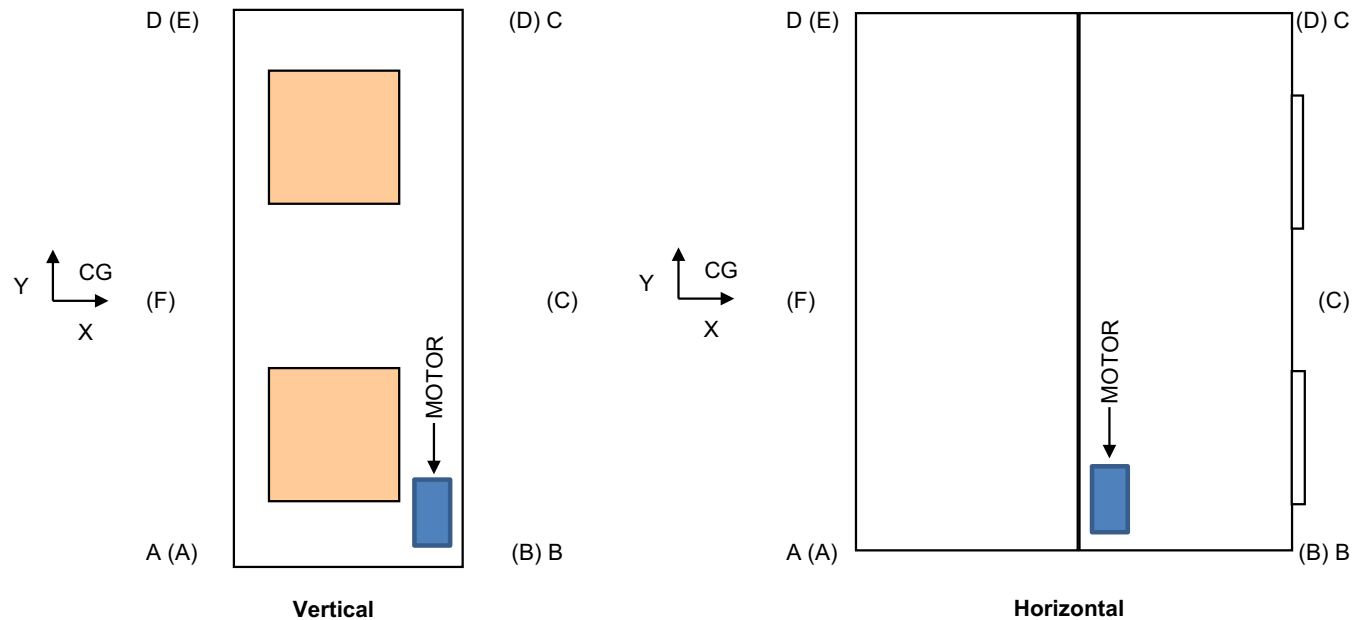 D (E)
(D) C
Y
CG
(F)
X
(C)
MOTOR
A (A)
(B) B
Vertical
D (E)
(D) C
Y
CG
(F)
X
(C)
MOTOR
A (A)
(B) B
Horizontal